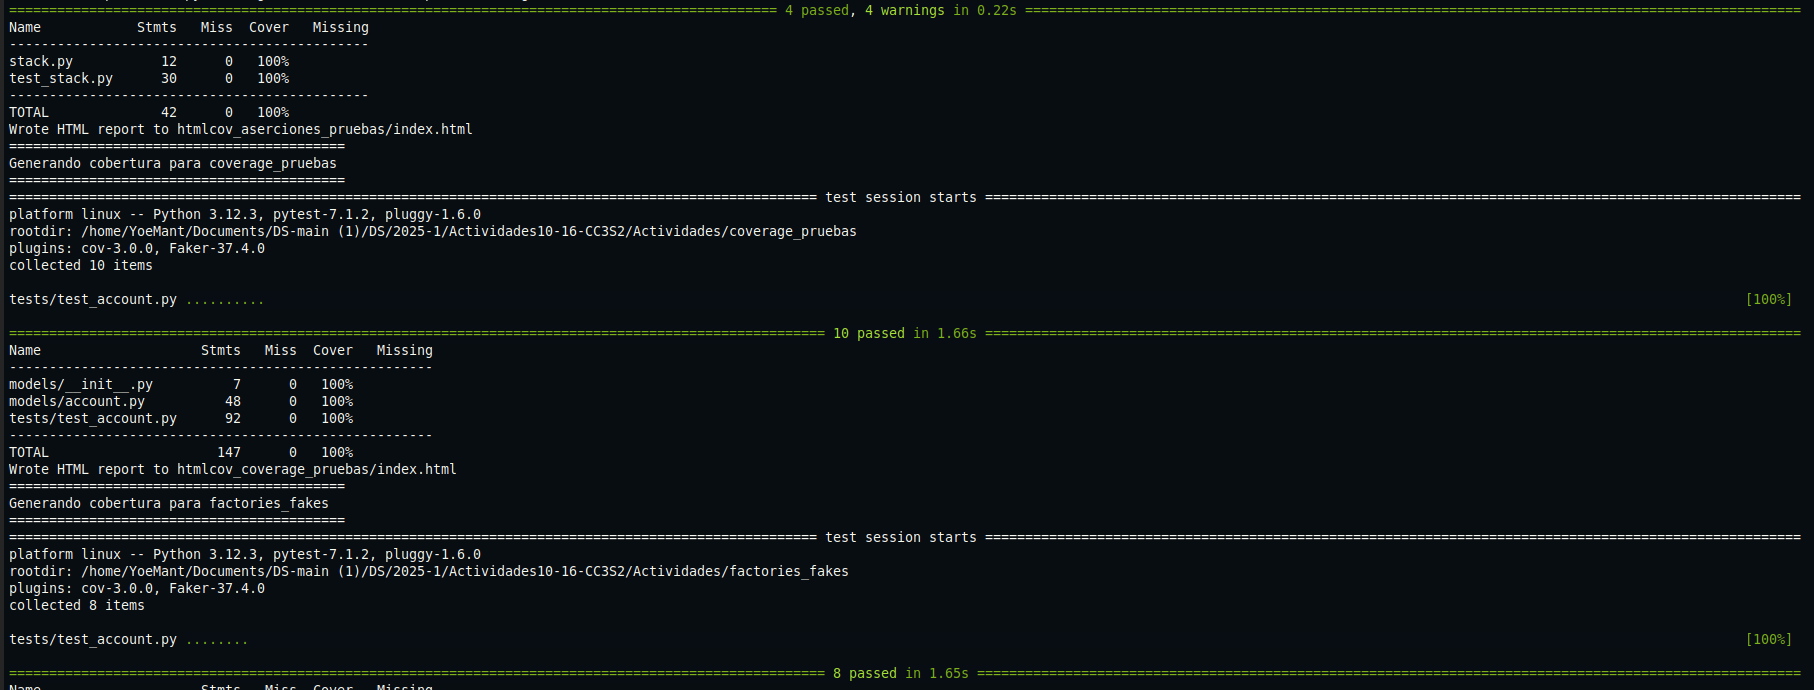 ============ 4 passed, 4 warnings in 0.22s ============
Name            Stmts   Miss  Cover   Missing
---------------------------------------------
stack.py           12      0   100%
test_stack.py      30      0   100%
---------------------------------------------
TOTAL              42      0   100%
Wrote HTML report to htmlcov_aserciones_pruebas/index.html
==========================================
Generando cobertura para coverage_pruebas
==========================================
============ test session starts ============
platform linux -- Python 3.12.3, pytest-7.1.2, pluggy-1.6.0
rootdir: /home/YoeMant/Documents/DS-main (1)/DS/2025-1/Actividades10-16-CC3S2/Actividades/coverage_pruebas
plugins: cov-3.0.0, Faker-37.4.0
collected 10 items
tests/test_account.py .......... [100%]
============ 10 passed in 1.66s ============
Name                    Stmts   Miss  Cover   Missing
-----------------------------------------------------
models/__init__.py          7      0   100%
models/account.py          48      0   100%
tests/test_account.py      92      0   100%
-----------------------------------------------------
TOTAL                     147      0   100%
Wrote HTML report to htmlcov_coverage_pruebas/index.html
==========================================
Generando cobertura para factories_fakes
==========================================
============ test session starts ============
platform linux -- Python 3.12.3, pytest-7.1.2, pluggy-1.6.0
rootdir: /home/YoeMant/Documents/DS-main (1)/DS/2025-1/Actividades10-16-CC3S2/Actividades/factories_fakes
plugins: cov-3.0.0, Faker-37.4.0
collected 8 items
tests/test_account.py ........ [100%]
============ 8 passed in 1.65s ============
Name                    Stmts   Miss  Cover   Missing